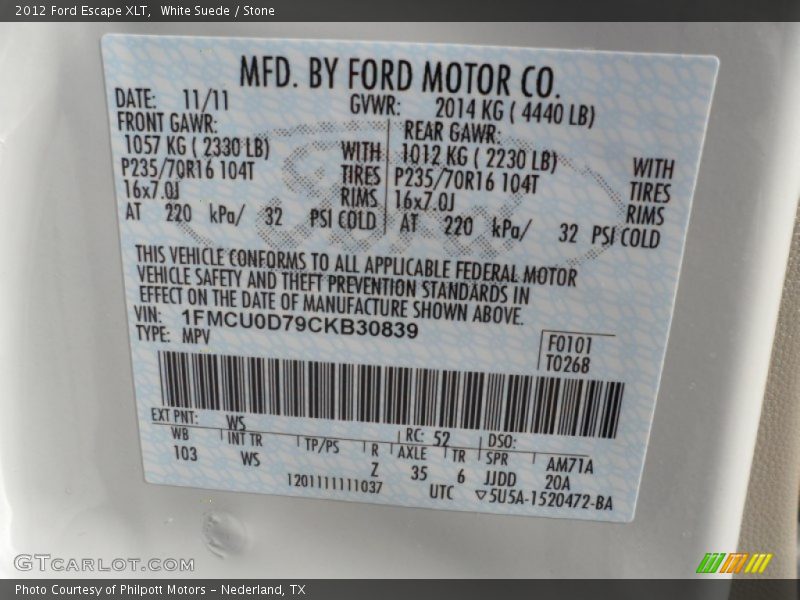 2012 Ford Escape XLT, White Suede / Stone
MFD. BY FORD MOTOR CO.
DATE: 11/11 GVWR: 2014 KG ( 4440 LB)
FRONT GAWR: REAR GAWR:
1057 KG ( 2330 LB) WITH 1012 KG ( 2230 LB) WITH
P235/70R16 104T TIRES P235/70R16 104T TIRES
16x7.0J RIMS 16x7.0J RIMS
AT 220 kPa/ 32 PSI COLD AT 220 kPa/ 32 PSI COLD
THIS VEHICLE CONFORMS TO ALL APPLICABLE FEDERAL MOTOR
VEHICLE SAFETY AND THEFT PREVENTION STANDARDS IN
EFFECT ON THE DATE OF MANUFACTURE SHOWN ABOVE.
VIN: 1FMCU0D79CKB30839
TYPE: MPV
F0101
T0268
EXT PNT: WS RC: 52 DSO:
WB INT TR TP/PS R AXLE TR SPR AM71A
103 WS Z 35 6 JJDD 20A
1201111111037 UTC ▽5U5A-1520472-BA
GTCARLOT.COM
Photo Courtesy of Philpott Motors - Nederland, TX